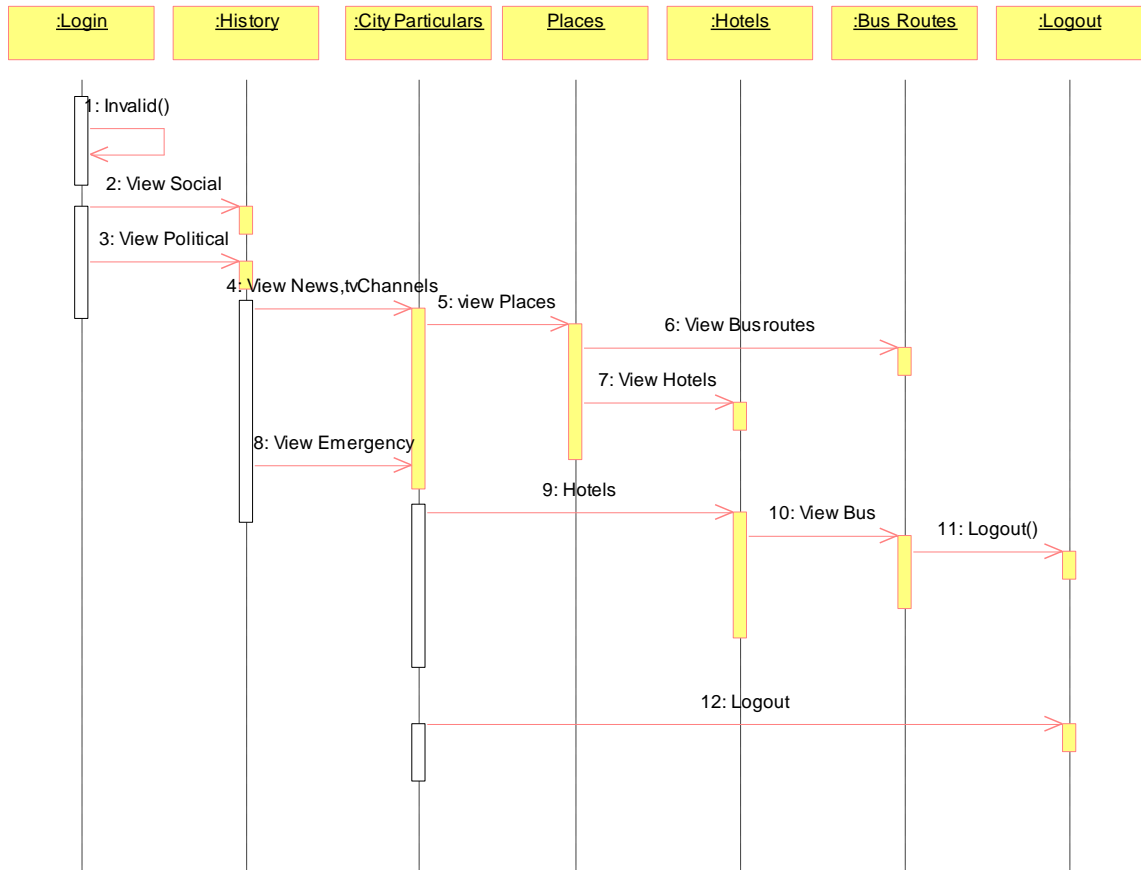 :Login
:History
:City Particulars
Places
:Hotels
:Bus Routes
:Logout
1: Invalid()
2: View Social
3: View Political
4: View News,tvChannels
5: view Places
6: View Busroutes
7: View Hotels
8: View Emergency
9: Hotels
10: View Bus
11: Logout()
12: Logout